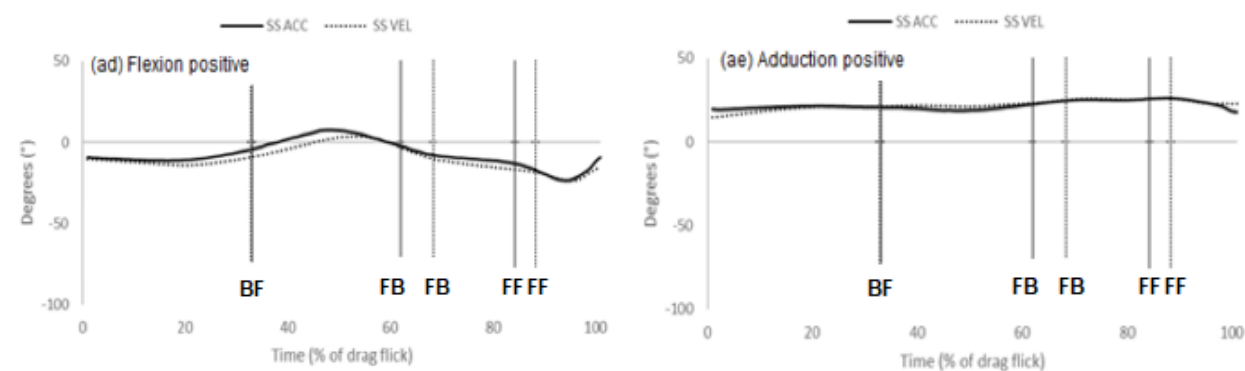 SS ACC SS VEL
(ad) Flexion positive
50
0
-50
-100
Degrees (°)
BF FB FB FF FF
0 20 40 60 80 100
Time (% of drag flick)
SS ACC SS VEL
(ae) Adduction positive
50
0
-50
-100
Degrees (°)
BF FB FB FF FF
0 20 40 60 80 100
Time (% of drag flick)